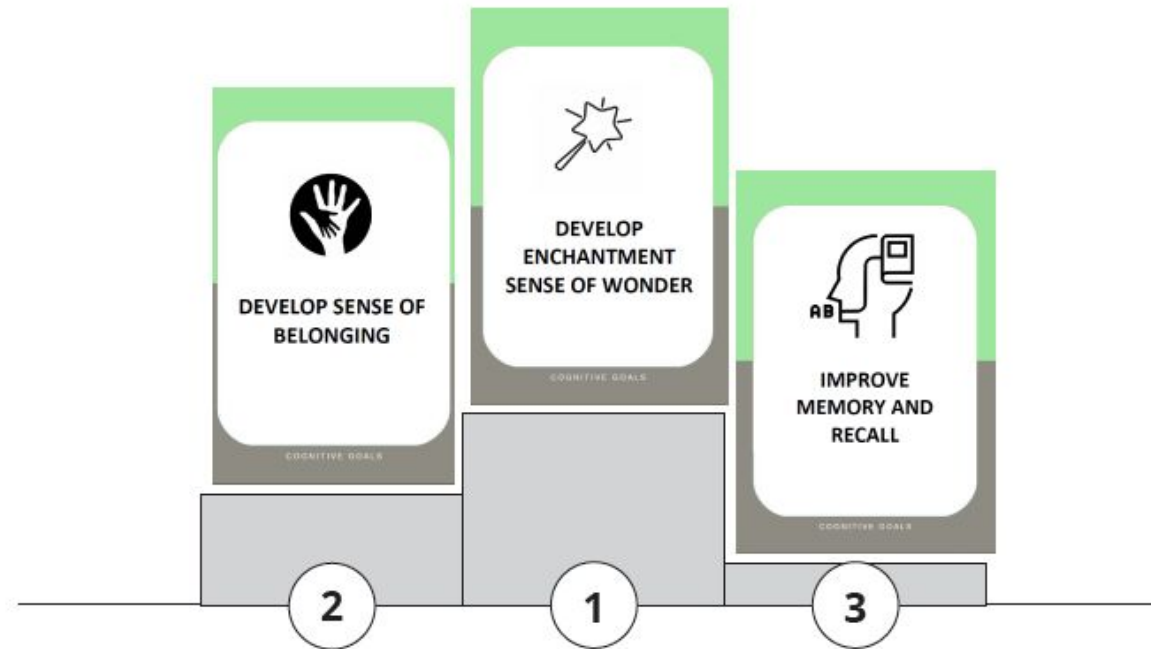 DEVELOP SENSE OF
BELONGING
COGNITIVE GOALS
2
DEVELOP
ENCHANTMENT
SENSE OF WONDER
COGNITIVE GOALS
1
AB
IMPROVE
MEMORY AND
RECALL
COGNITIVE GOALS
3